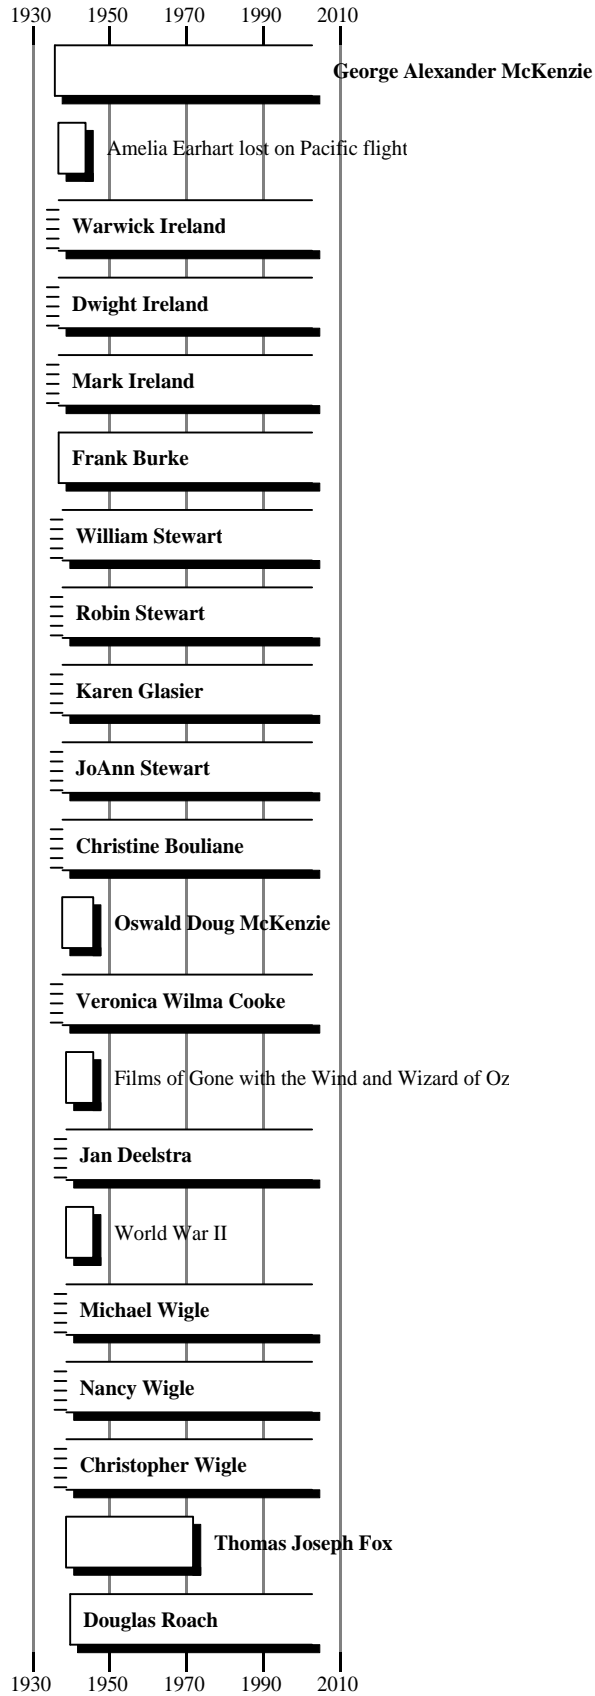 1930 1950 1970 1990 2010
George Alexander McKenzie
Amelia Earhart lost on Pacific flight
Warwick Ireland
Dwight Ireland
Mark Ireland
Frank Burke
William Stewart
Robin Stewart
Karen Glasier
JoAnn Stewart
Christine Bouliane
Oswald Doug McKenzie
Veronica Wilma Cooke
Films of Gone with the Wind and Wizard of Oz
Jan Deelstra
World War II
Michael Wigle
Nancy Wigle
Christopher Wigle
Thomas Joseph Fox
Douglas Roach
1930 1950 1970 1990 2010